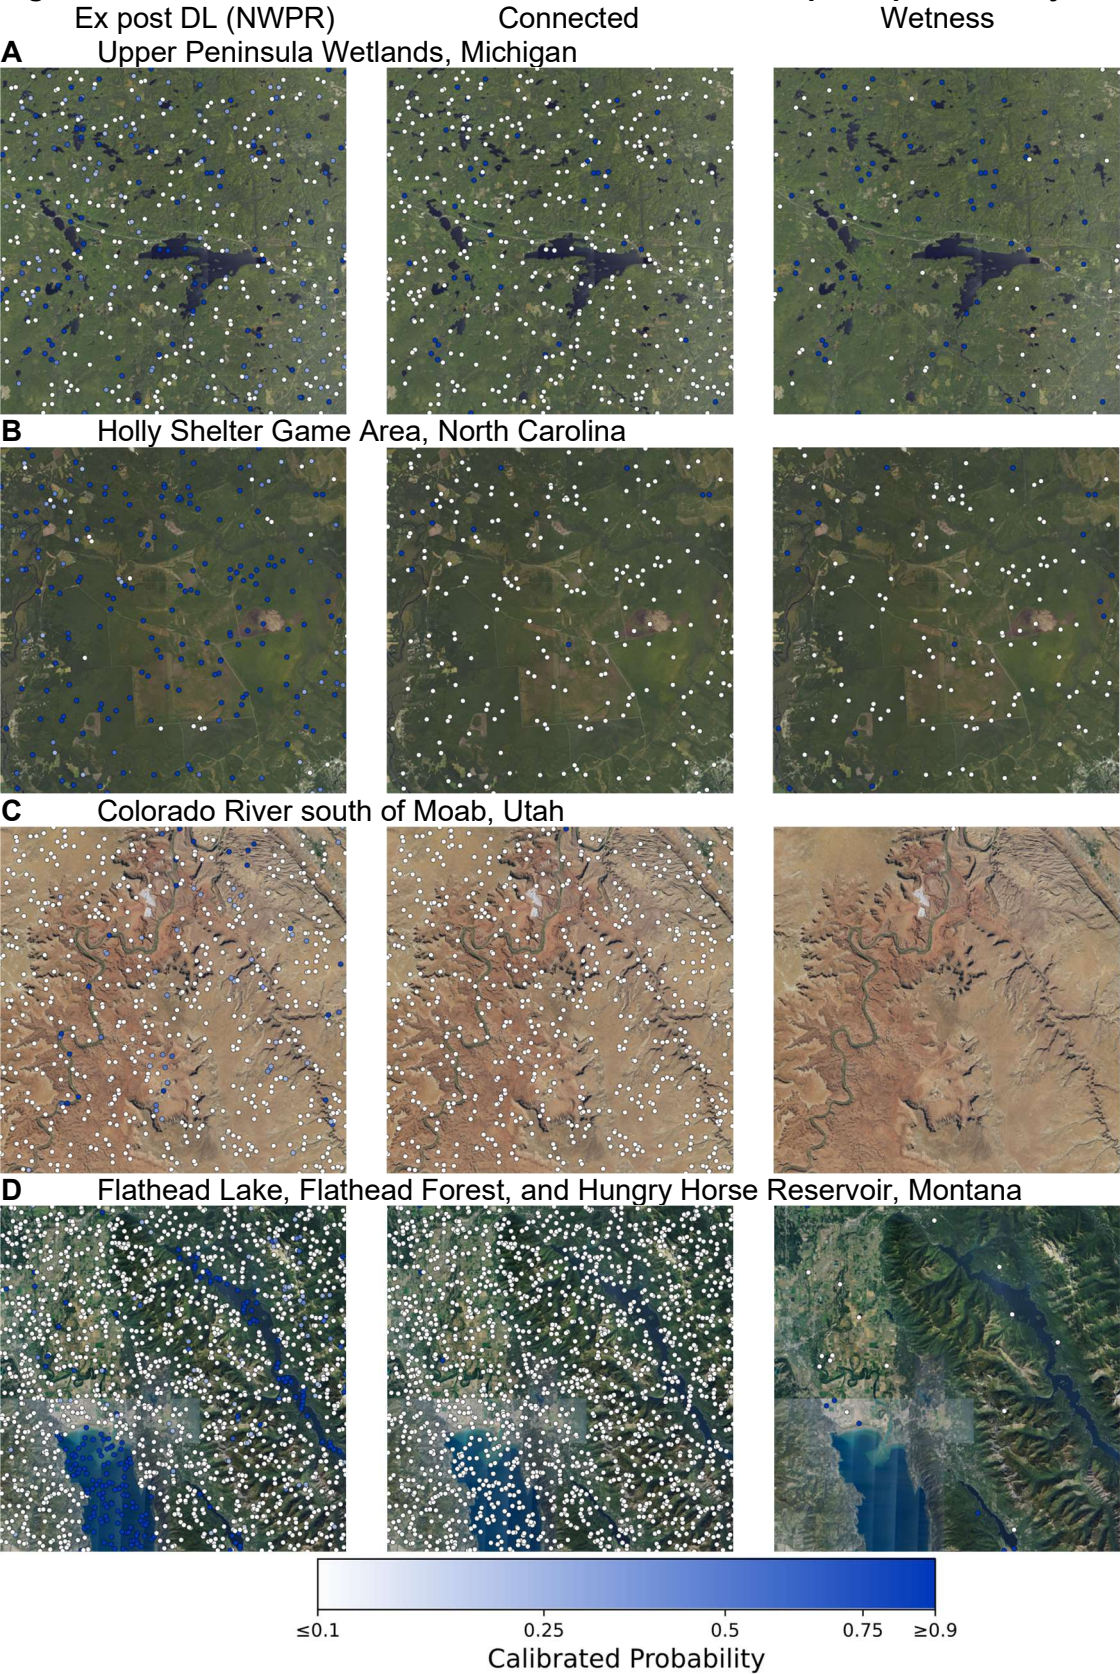 Ex post DL (NWPR) Connected Wetness
A Upper Peninsula Wetlands, Michigan
B Holly Shelter Game Area, North Carolina
C Colorado River south of Moab, Utah
D Flathead Lake, Flathead Forest, and Hungry Horse Reservoir, Montana
≤0.1 0.25 0.5 0.75 ≥0.9
Calibrated Probability